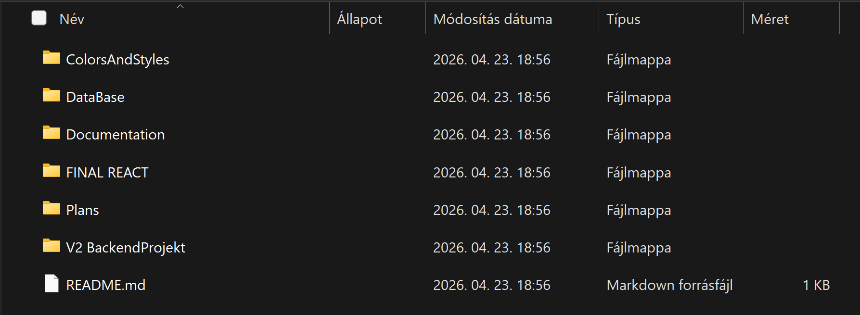 Név Állapot Módosítás dátuma Típus Méret
ColorsAndStyles 2026. 04. 23. 18:56 Fájlmappa
DataBase 2026. 04. 23. 18:56 Fájlmappa
Documentation 2026. 04. 23. 18:56 Fájlmappa
FINAL REACT 2026. 04. 23. 18:56 Fájlmappa
Plans 2026. 04. 23. 18:56 Fájlmappa
V2 BackendProjekt 2026. 04. 23. 18:56 Fájlmappa
README.md 2026. 04. 23. 18:56 Markdown forrásfájl 1 KB